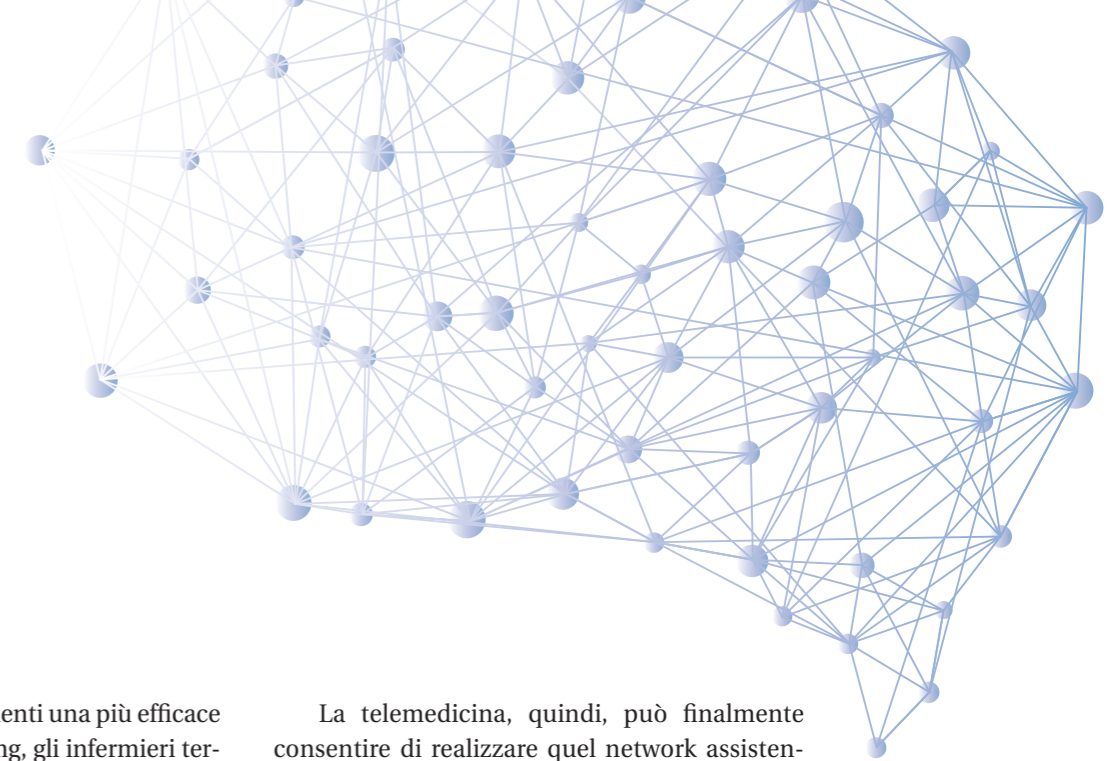 enti una più efficace
ng, gli infermieri ter-
La telemedicina, quindi, può finalmente
consentire di realizzare quel network assisten-